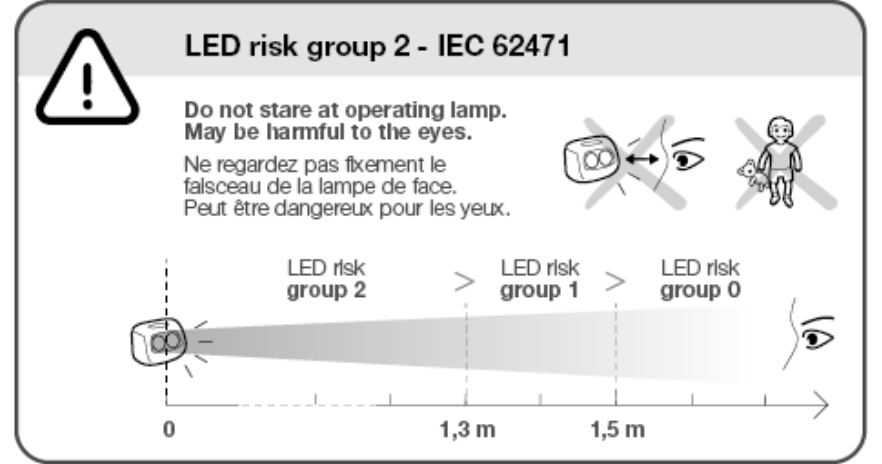 LED risk group 2 - IEC 62471
Do not stare at operating lamp.
May be harmful to the eyes.
Ne regardez pas fixement le
faisceau de la lampe de face.
Peut être dangereux pour les yeux.
LED risk
group 2
>
LED risk
group 1
>
LED risk
group 0
0
1,3 m
1,5 m